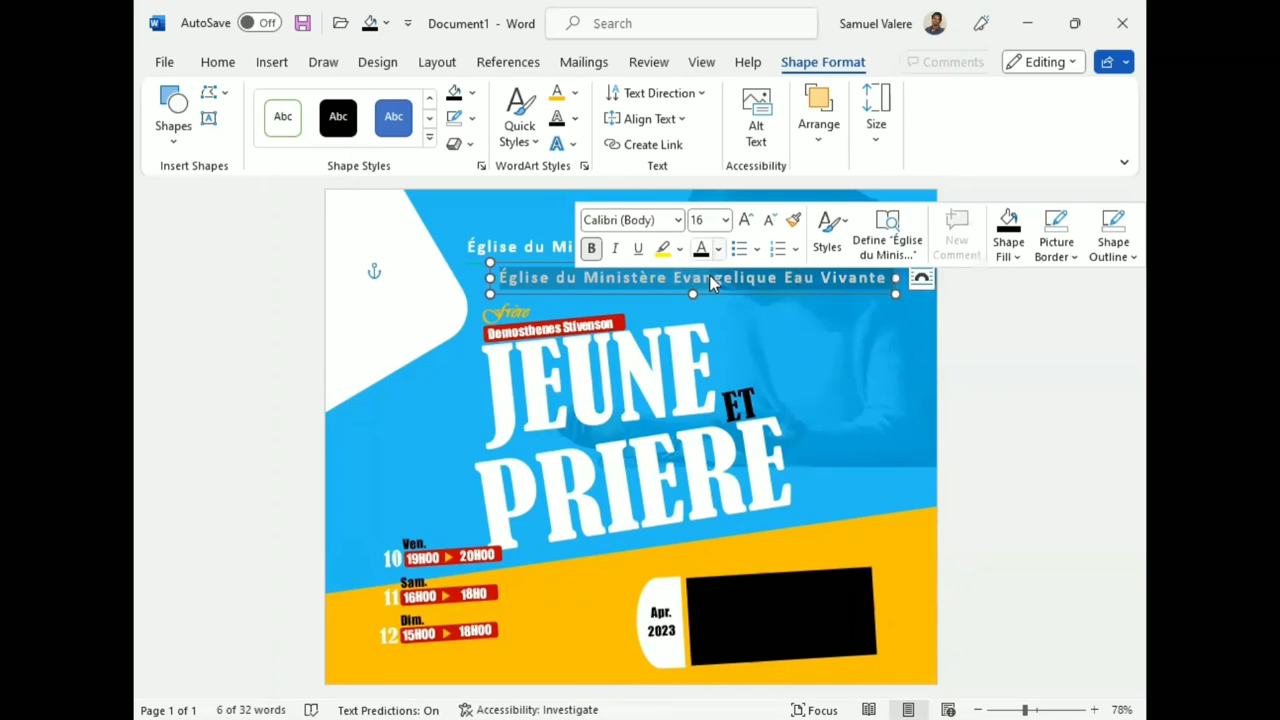 AutoSave Off Document1 - Word Search Samuel Valere
File Home Insert Draw Design Layout References Mailings Review View Help Shape Format Comments Editing
Shapes
Insert Shapes
Abc Abc Abc
Shape Styles
Quick Styles
WordArt Styles
Text Direction
Align Text
Create Link
Text
Alt Text
Accessibility
Arrange
Size
Calibri (Body) 16
B I U
Styles
Define "Église du Minis..."
New Comment
Shape Fill
Picture Border
Shape Outline
Église du Mi
Église du Ministère Evangelique Eau Vivante
Frère
Demosthenes Stivenson
JEUNE
ET
PRIERE
Ven.
10 19H00 20H00
Sam.
11 16H00 18H0
Dim.
12 15H00 18H00
Apr.
2023
Page 1 of 1 6 of 32 words Text Predictions: On Accessibility: Investigate Focus 78%